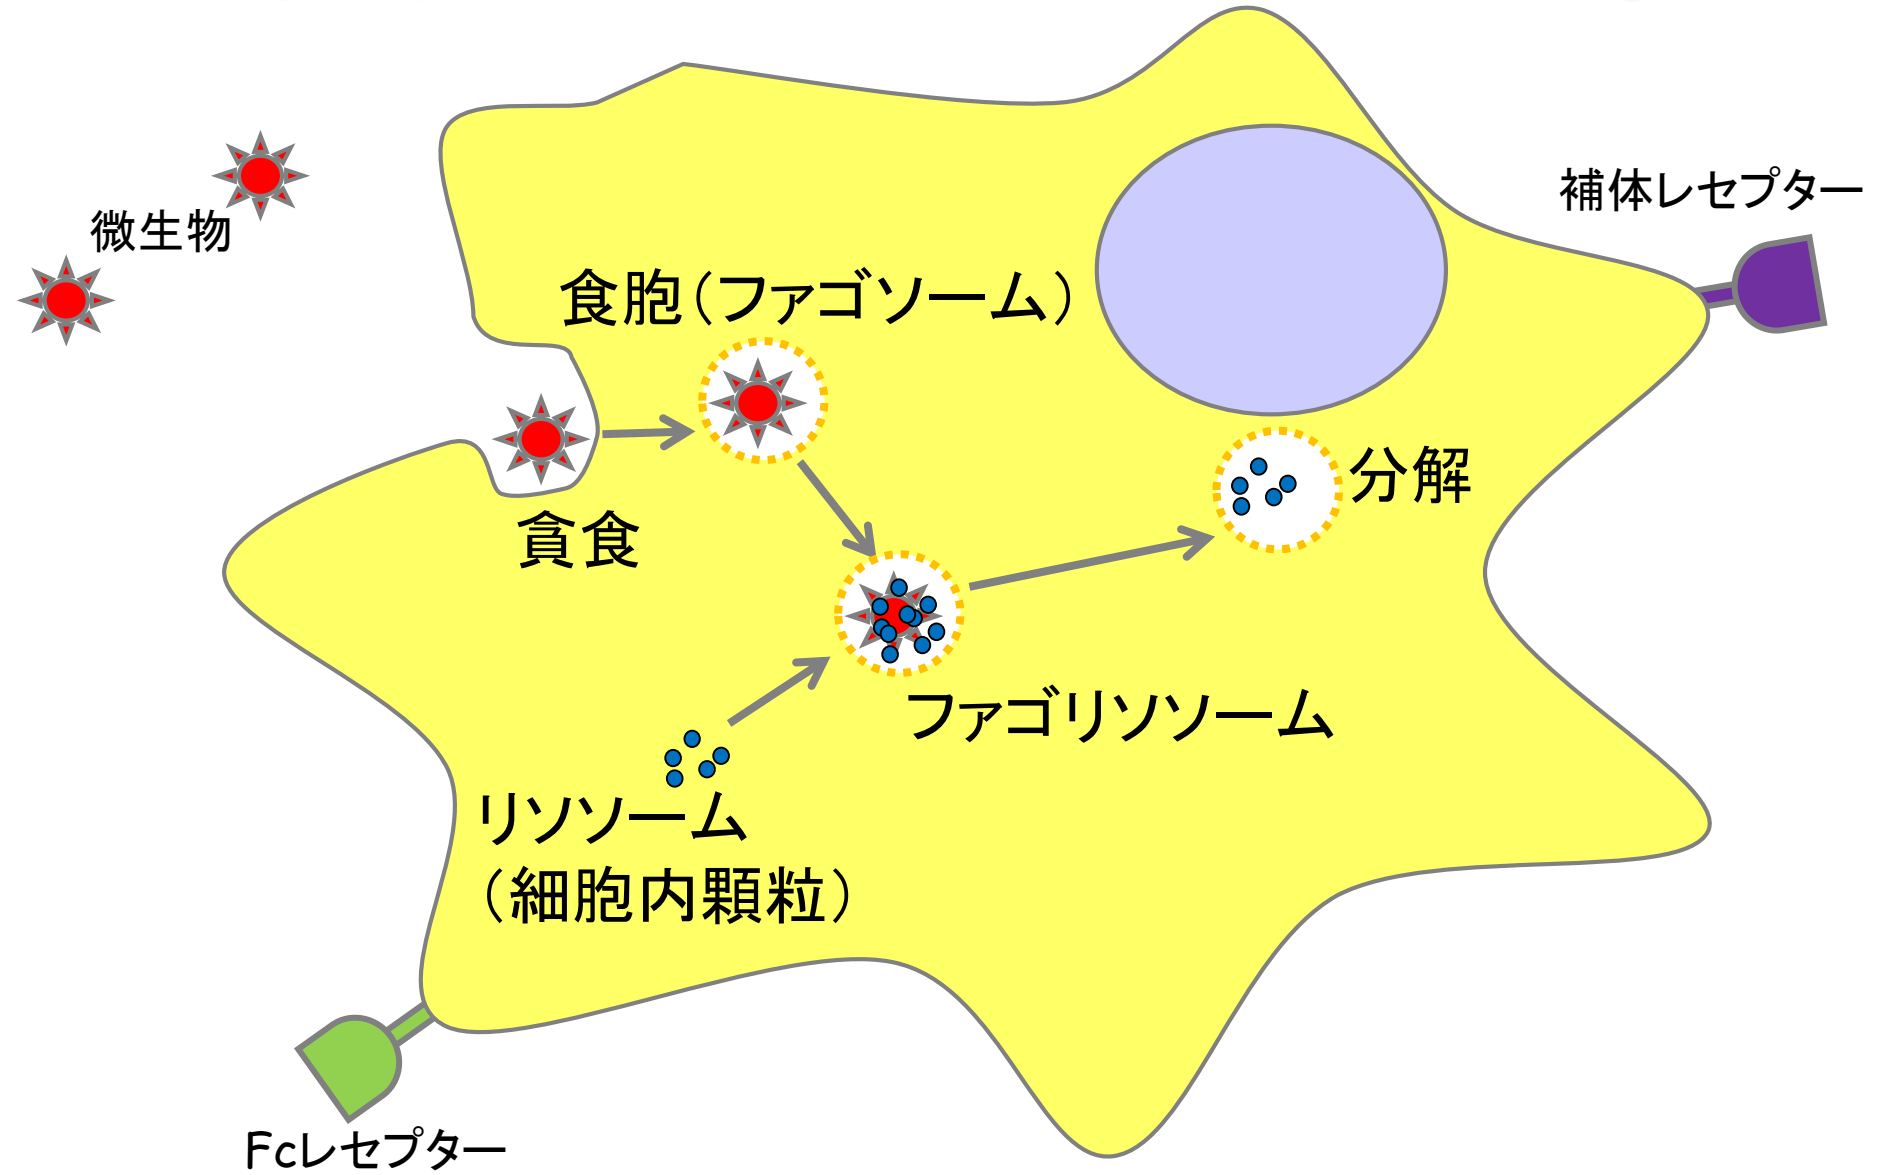 補体レセプター
微生物
食胞(ファゴソーム)
分解
貪食
ファゴリソソーム
リソソーム
(細胞内顆粒)
Fcレセプター